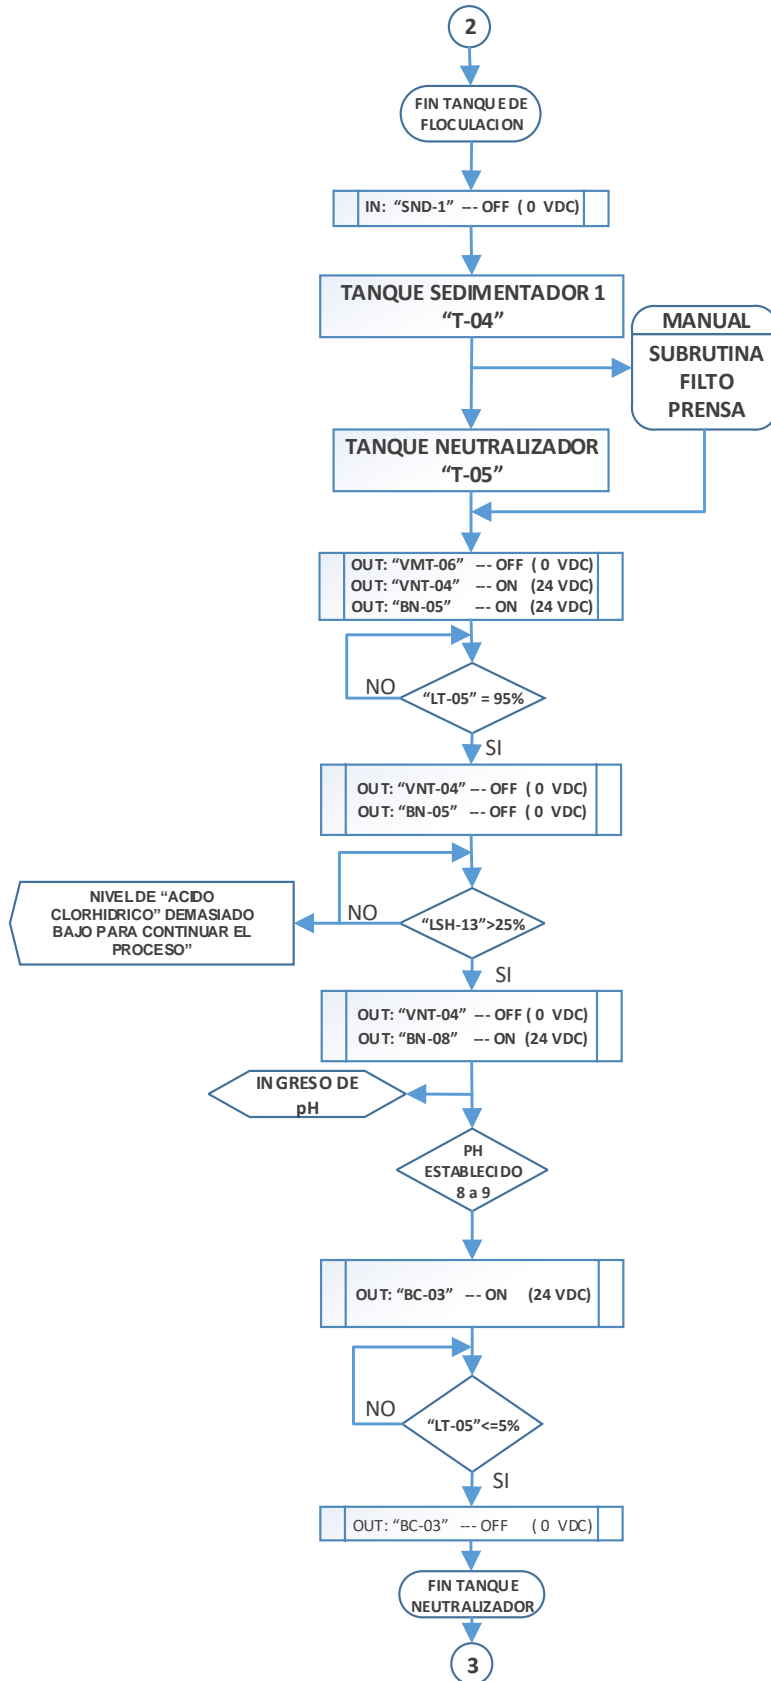 2
FIN TANQUE DE
FLOCULACION
IN: “SND-1” --- OFF ( 0 VDC)
TANQUE SEDIMENTADOR 1
“T-04”
MANUAL
SUBRUTINA
FILTO
PRENSA
TANQUE NEUTRALIZADOR
“T-05”
OUT: “VMT-06” --- OFF ( 0 VDC)
OUT: “VNT-04” --- ON (24 VDC)
OUT: “BN-05” --- ON (24 VDC)
NO
“LT-05” = 95%
SI
OUT: “VNT-04” --- OFF ( 0 VDC)
OUT: “BN-05” --- OFF ( 0 VDC)
NIVEL DE “ACIDO
CLORHIDRICO” DEMASIADO
BAJO PARA CONTINUAR EL
PROCESO”
NO
“LSH-13”>25%
SI
OUT: “VNT-04” --- OFF ( 0 VDC)
OUT: “BN-08” --- ON (24 VDC)
INGRESO DE
pH
PH
ESTABLECIDO
8 a 9
OUT: “BC-03” --- ON (24 VDC)
NO
“LT-05”<=5%
SI
OUT: “BC-03” --- OFF ( 0 VDC)
FIN TANQUE
NEUTRALIZADOR
3